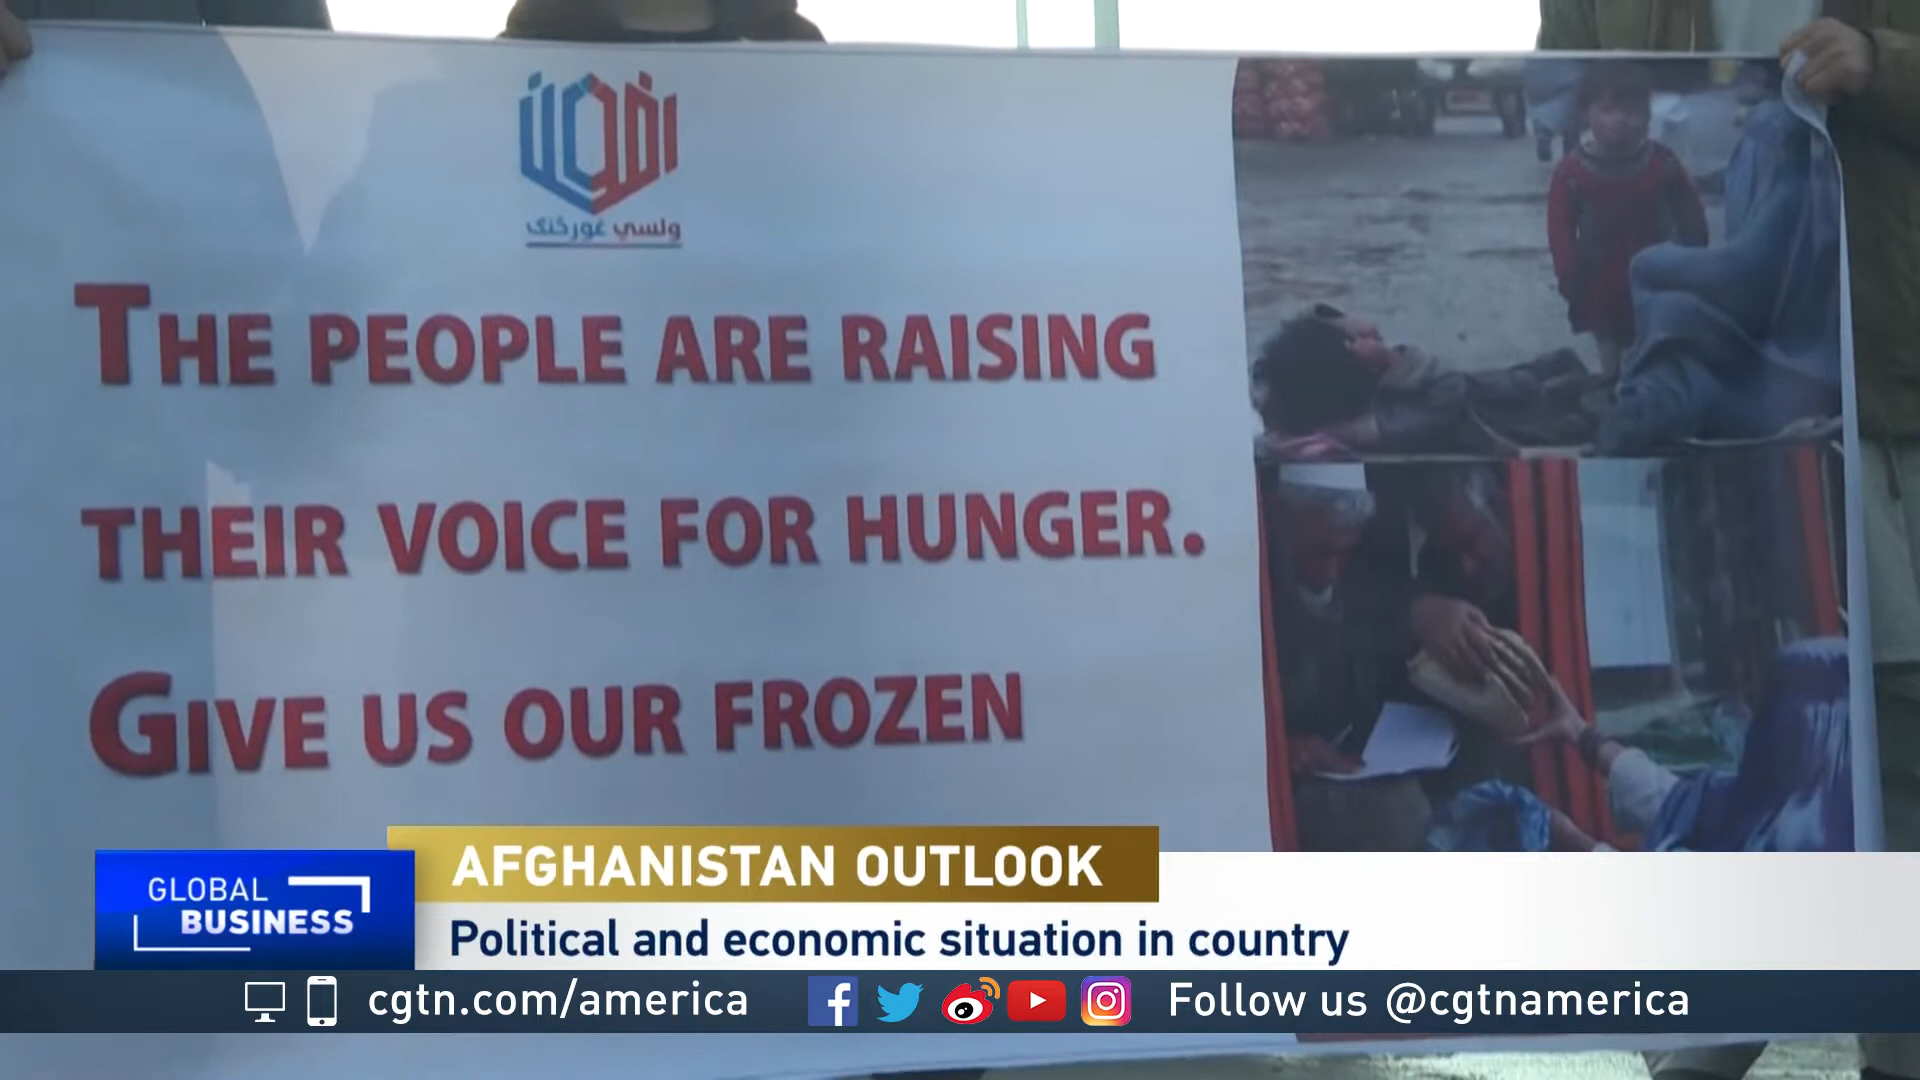 افغانان
ولسي غورځنګ
THE PEOPLE ARE RAISING
THEIR VOICE FOR HUNGER.
GIVE US OUR FROZEN
AFGHANISTAN OUTLOOK
GLOBAL
BUSINESS
Political and economic situation in country
cgtn.com/america
Follow us @cgtnamerica